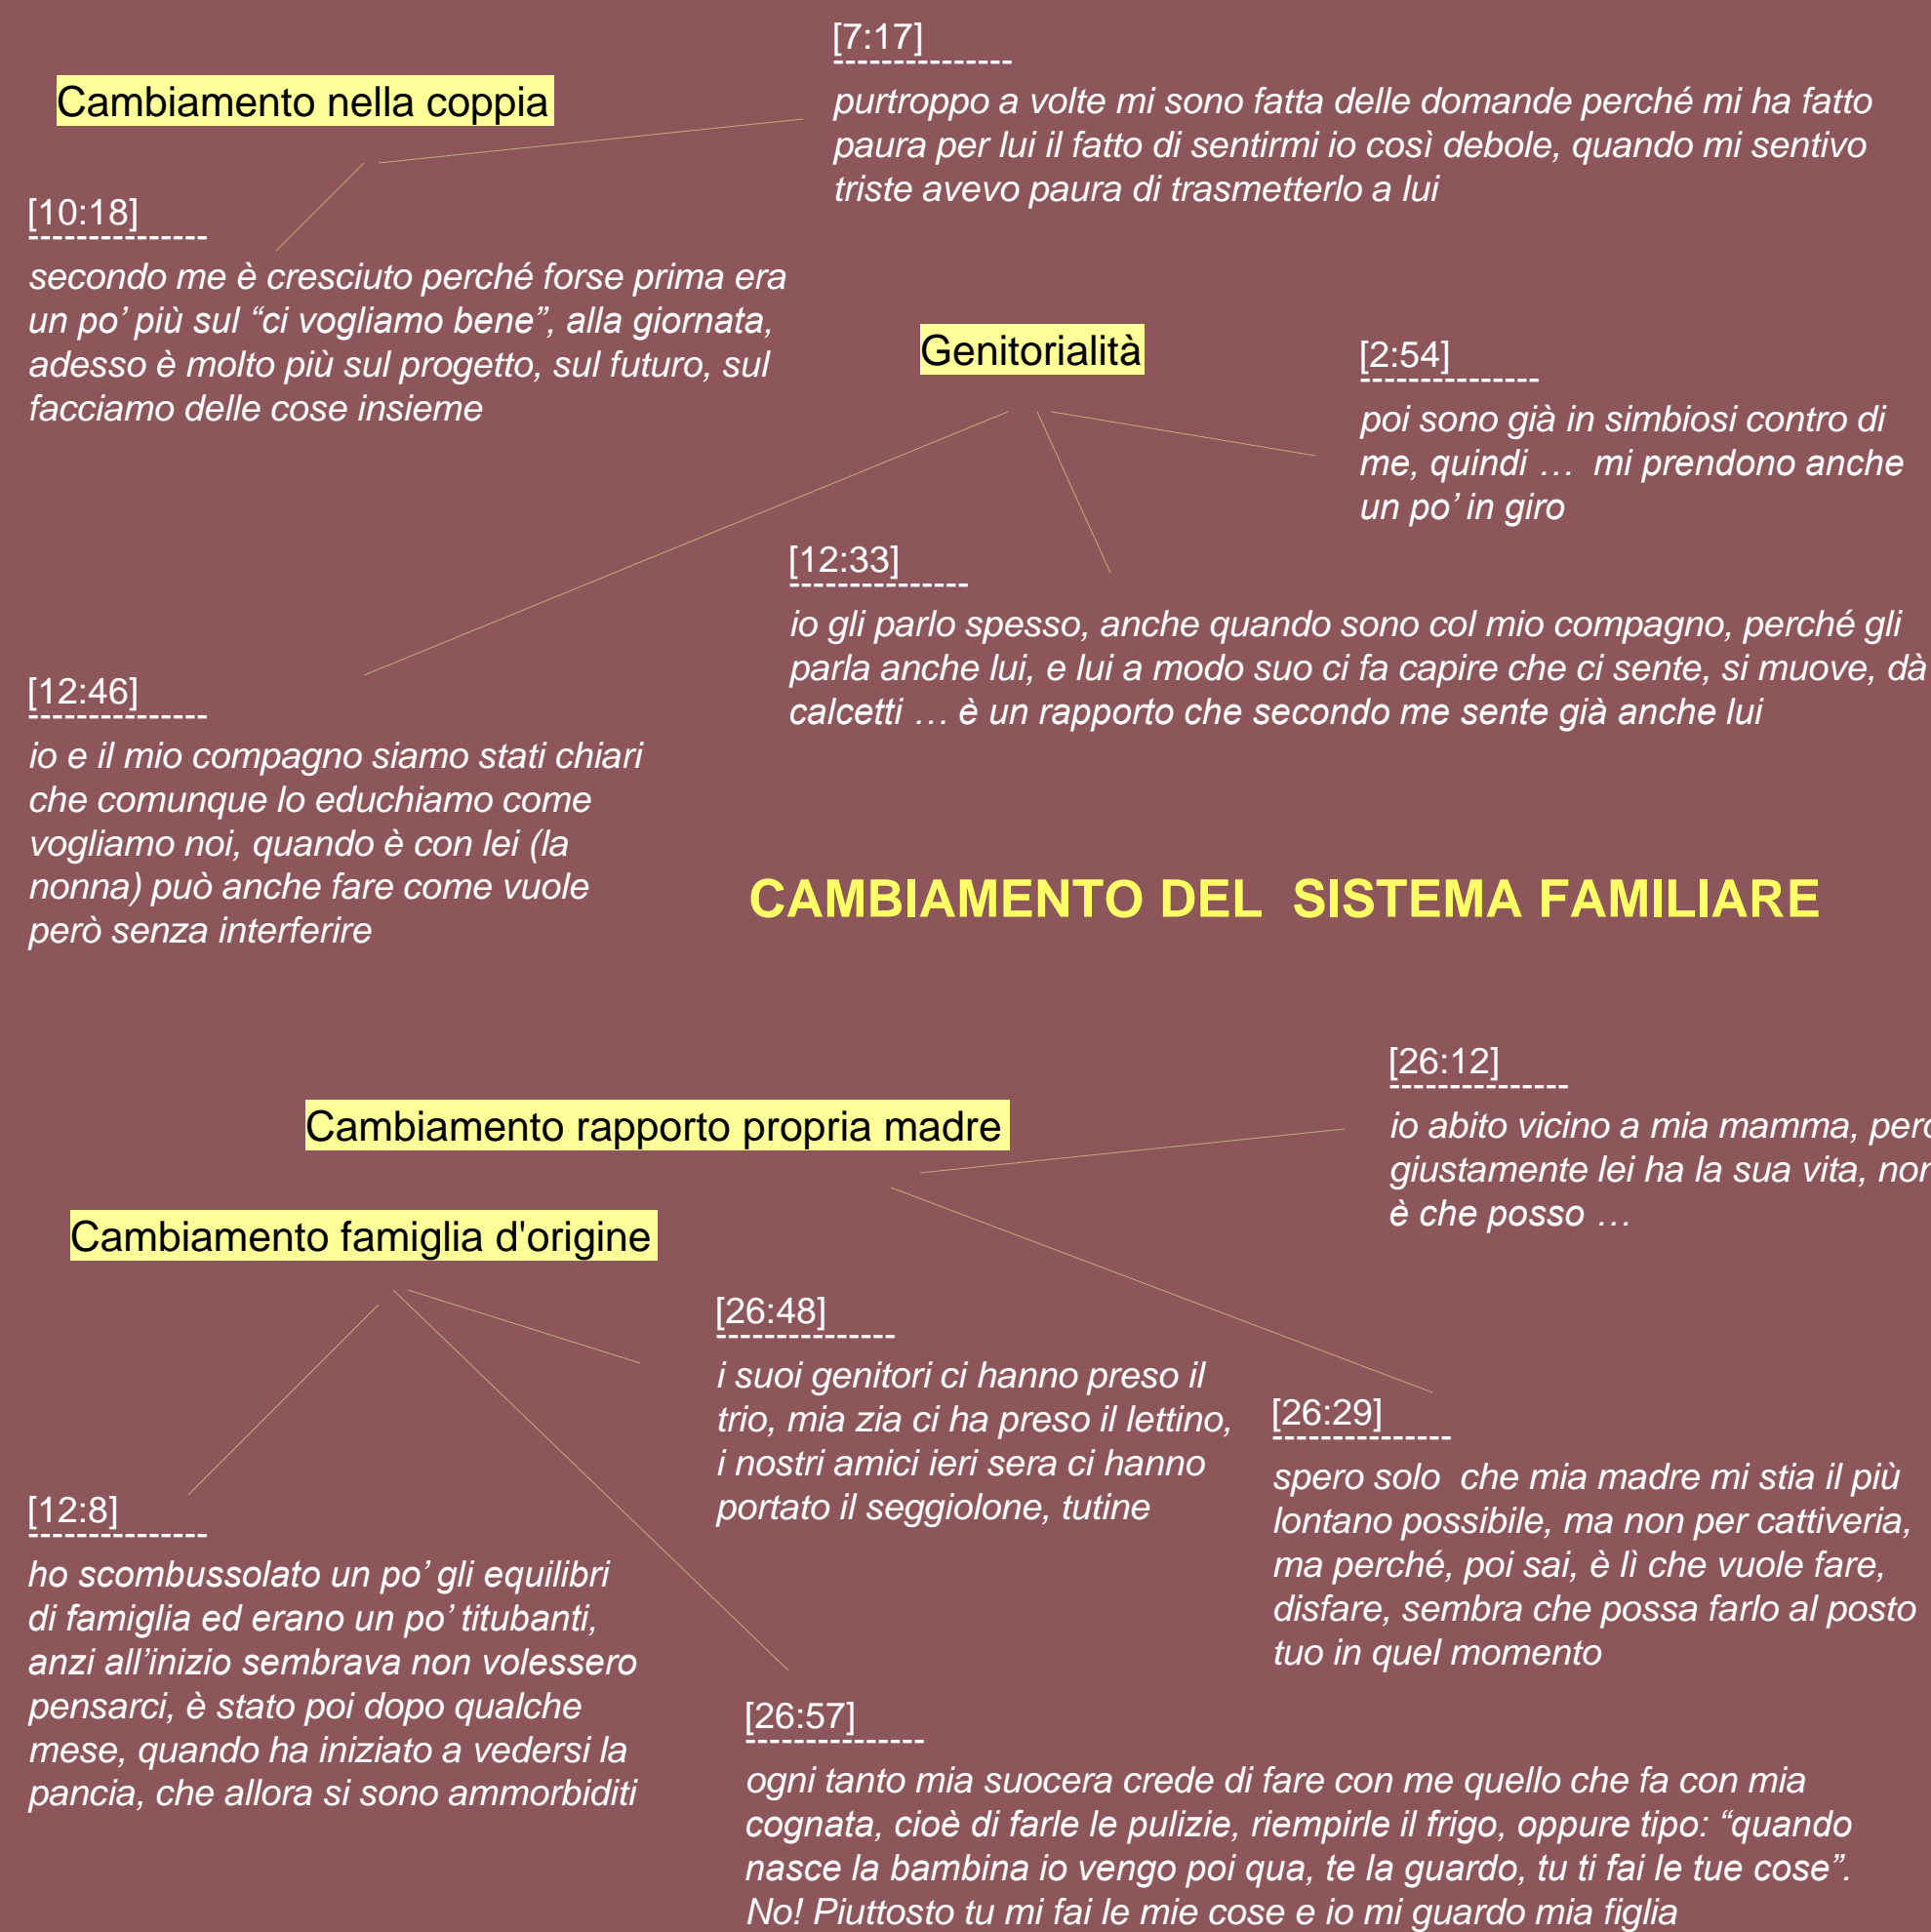 [7:17]
---------------
purtroppo a volte mi sono fatta delle domande perché mi ha fatto
paura per lui il fatto di sentirmi io così debole, quando mi sentivo
triste avevo paura di trasmetterlo a lui
Cambiamento nella coppia
[10:18]
---------------
secondo me è cresciuto perché forse prima era
un po’ più sul “ci vogliamo bene”, alla giornata,
adesso è molto più sul progetto, sul futuro, sul
facciamo delle cose insieme
Genitorialità
[2:54]
---------------
poi sono già in simbiosi contro di
me, quindi … mi prendono anche
un po’ in giro
[12:33]
---------------
io gli parlo spesso, anche quando sono col mio compagno, perché gli
parla anche lui, e lui a modo suo ci fa capire che ci sente, si muove, dà
calcetti … è un rapporto che secondo me sente già anche lui
[12:46]
---------------
io e il mio compagno siamo stati chiari
che comunque lo educhiamo come
vogliamo noi, quando è con lei (la
nonna) può anche fare come vuole
però senza interferire
CAMBIAMENTO DEL SISTEMA FAMILIARE
[26:12]
---------------
io abito vicino a mia mamma, però
giustamente lei ha la sua vita, non
è che posso …
Cambiamento rapporto propria madre
Cambiamento famiglia d'origine
[26:48]
---------------
i suoi genitori ci hanno preso il
trio, mia zia ci ha preso il lettino,
i nostri amici ieri sera ci hanno
portato il seggiolone, tutine
[26:29]
---------------
spero solo che mia madre mi stia il più
lontano possibile, ma non per cattiveria,
ma perché, poi sai, è lì che vuole fare,
disfare, sembra che possa farlo al posto
tuo in quel momento
[12:8]
---------------
ho scombussolato un po’ gli equilibri
di famiglia ed erano un po’ titubanti,
anzi all’inizio sembrava non volessero
pensarci, è stato poi dopo qualche
mese, quando ha iniziato a vedersi la
pancia, che allora si sono ammorbiditi
[26:57]
---------------
ogni tanto mia suocera crede di fare con me quello che fa con mia
cognata, cioè di farle le pulizie, riempirle il frigo, oppure tipo: “quando
nasce la bambina io vengo poi qua, te la guardo, tu ti fai le tue cose”.
No! Piuttosto tu mi fai le mie cose e io mi guardo mia figlia